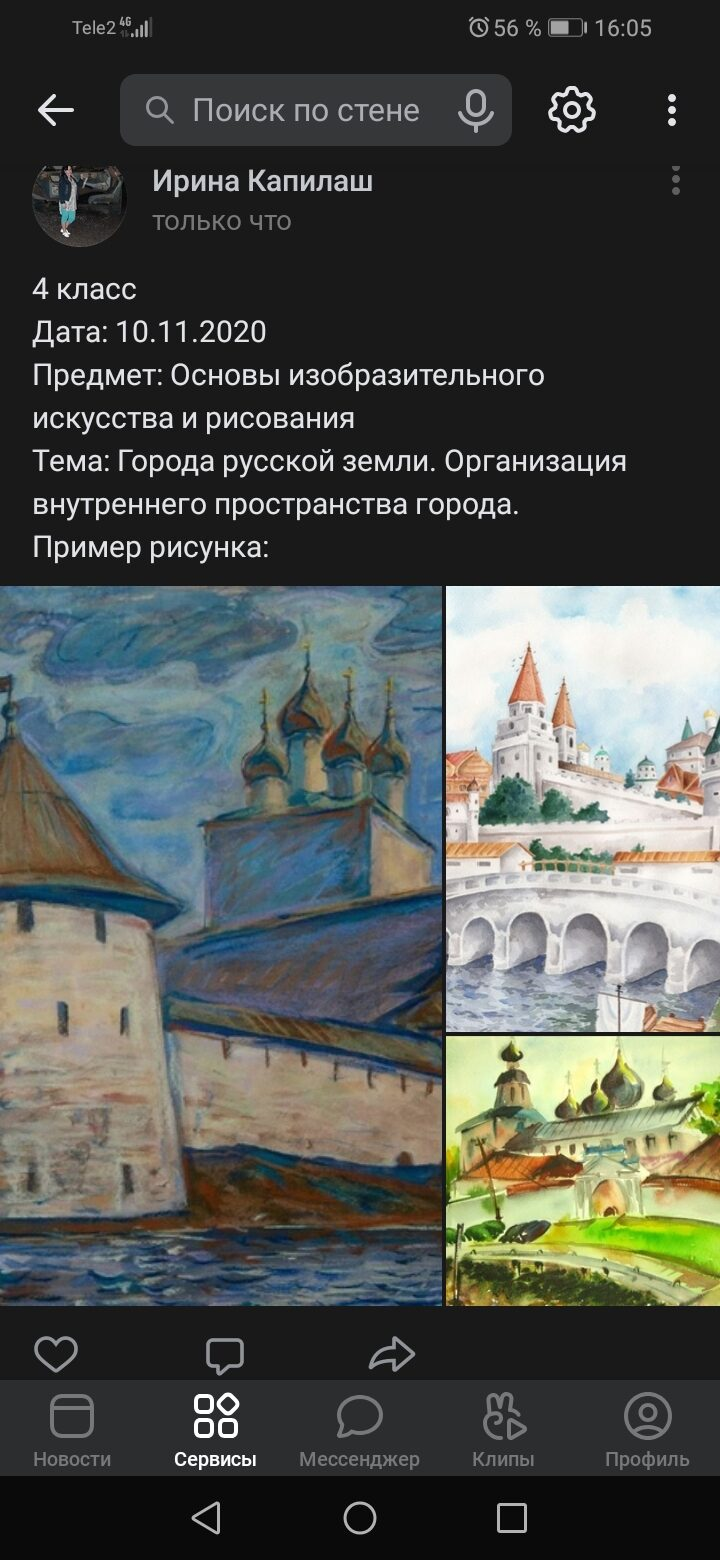 Tele2 4G 56 % 16:05
Поиск по стене
Ирина Капилаш
только что
4 класс
Дата: 10.11.2020
Предмет: Основы изобразительного
искусства и рисования
Тема: Города русской земли. Организация
внутреннего пространства города.
Пример рисунка:
Новости Сервисы Мессенджер Клипы Профиль